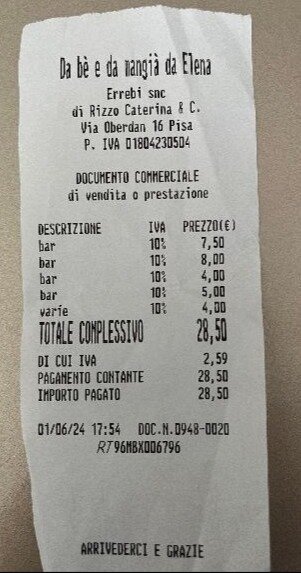 Da bè e da mangià da Elena
Errebi snc
di Rizzo Caterina & C.
Via Oberdan 16 Pisa
P. IVA 01804230504
DOCUMENTO COMMERCIALE
di vendita o prestazione
DESCRIZIONE IVA PREZZO(€)
bar 10% 7,50
bar 10% 8,00
bar 10% 4,00
bar 10% 5,00
varie 10% 4,00
TOTALE COMPLESSIVO 28,50
DI CUI IVA 2,59
PAGAMENTO CONTANTE 28,50
IMPORTO PAGATO 28,50
01/06/24 17:54 DOC.N.0948-0020
RT 96MBX006796
ARRIVEDERCI E GRAZIE